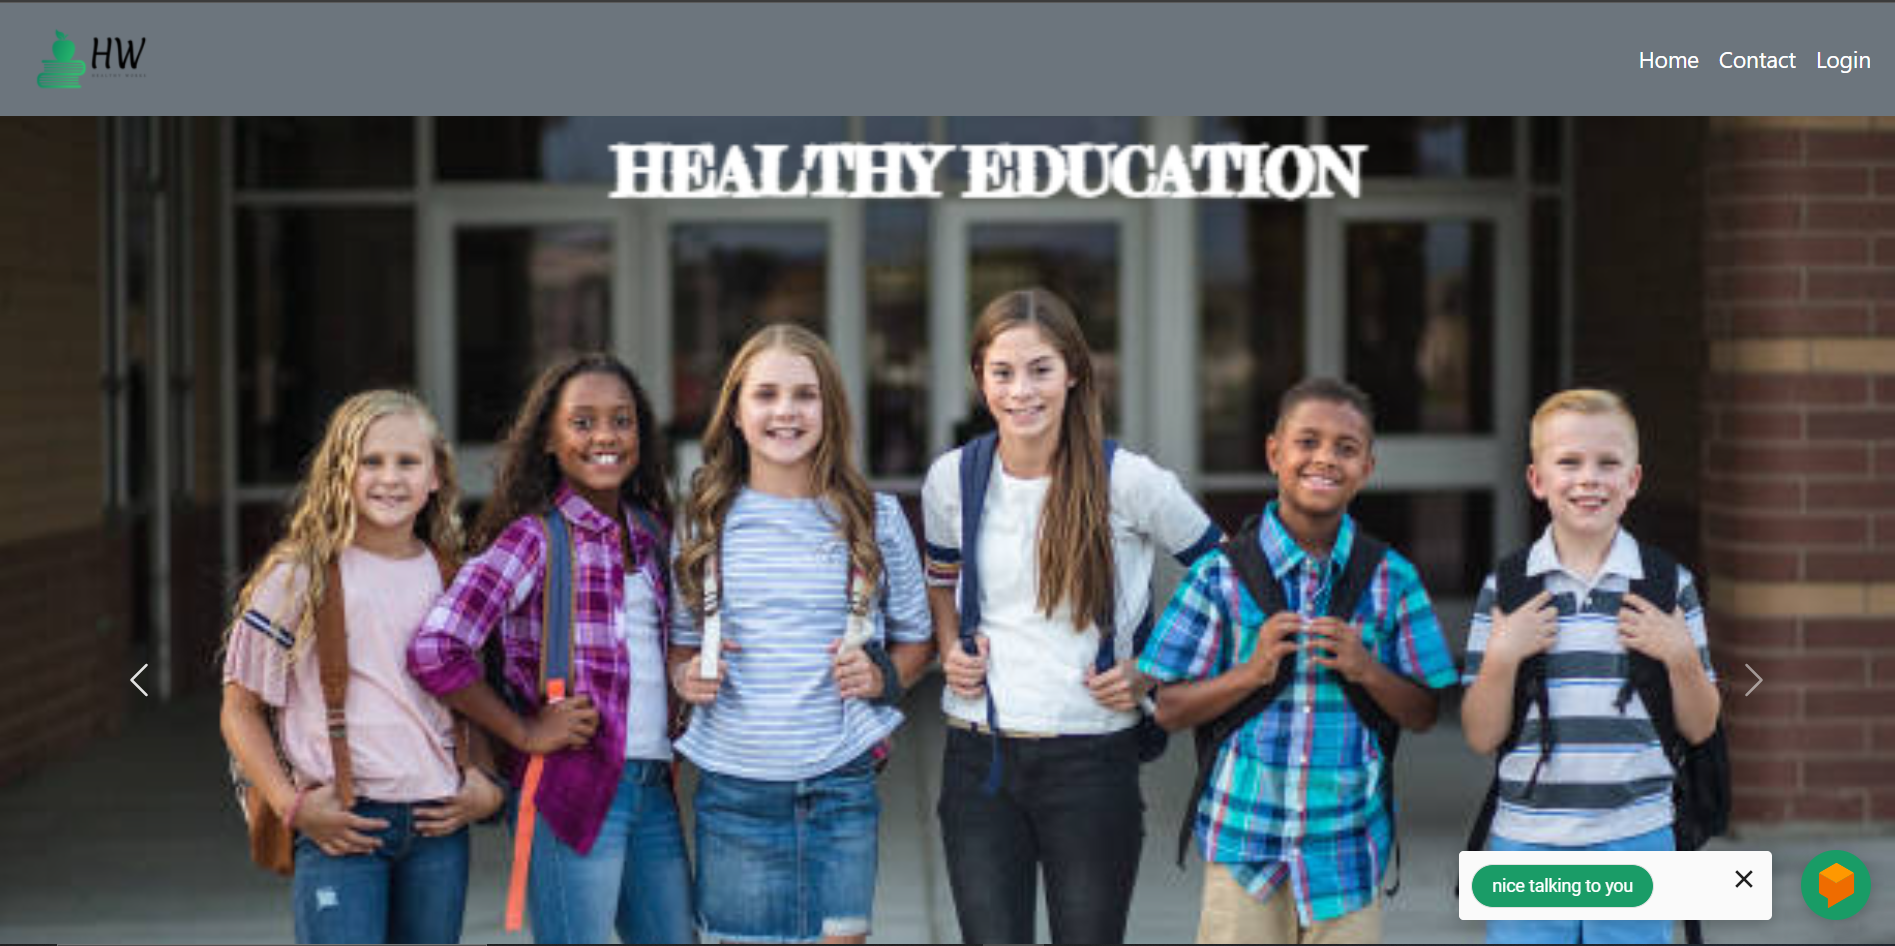 HW
Home Contact Login
HEALTHY EDUCATION
nice talking to you